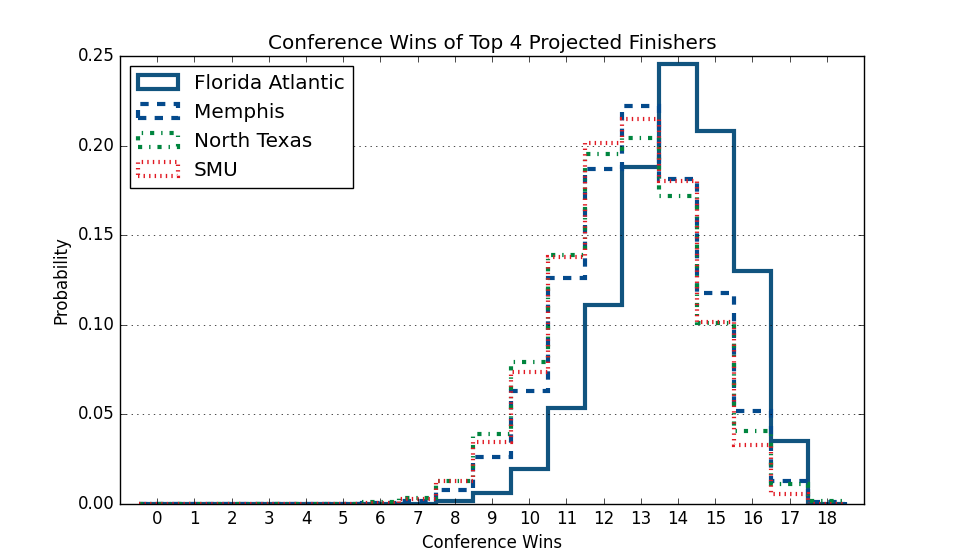 Conference Wins of Top 4 Projected Finishers
Florida Atlantic
Memphis
North Texas
SMU
Probability
0.25
0.20
0.15
0.10
0.05
0.00
0 1 2 3 4 5 6 7 8 9 10 11 12 13 14 15 16 17 18
Conference Wins